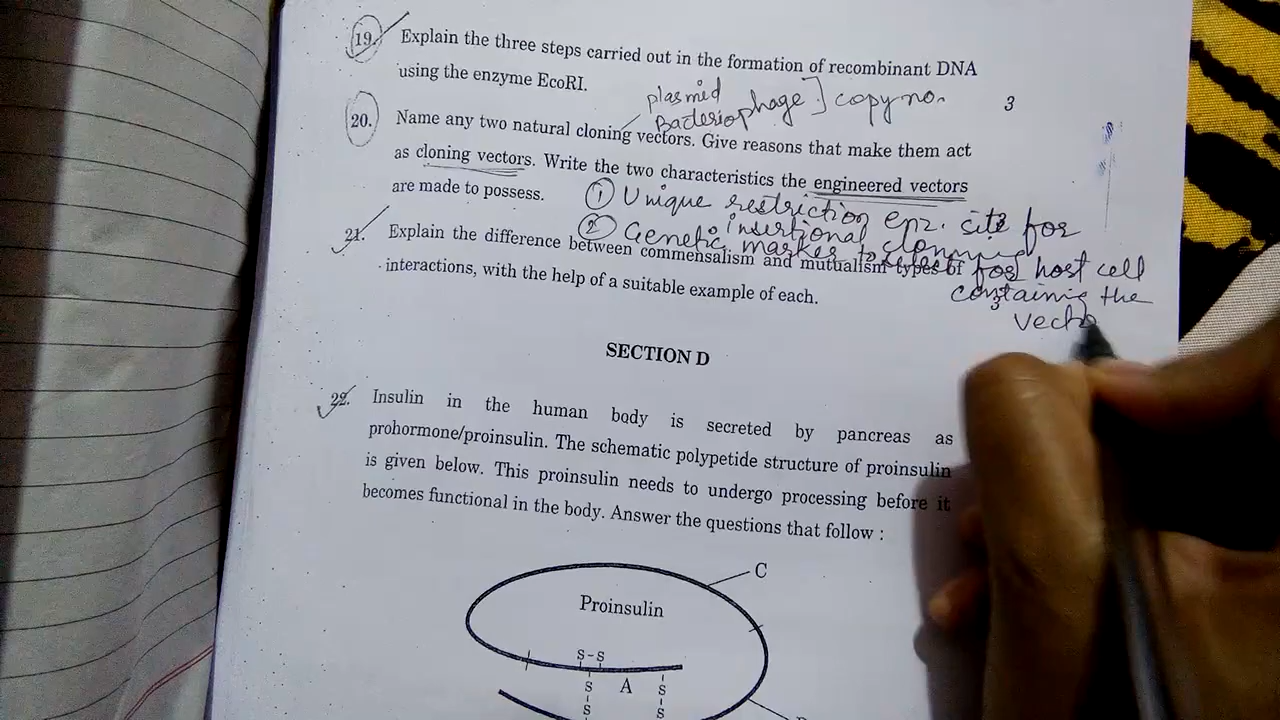 19. Explain the three steps carried out in the formation of recombinant DNA
using the enzyme EcoRI.
plasmid
Bacteriophage ] copy no.
3
20. Name any two natural cloning vectors. Give reasons that make them act
as cloning vectors. Write the two characteristics the engineered vectors
are made to possess.
① Unique restriction enz. site for
insertional cloning
② Genetic marker to for host cell
containing the
vecto
21. Explain the difference between commensalism and mutualism types of
interactions, with the help of a suitable example of each.
3
SECTION D
22. Insulin in the human body is secreted by pancreas as
prohormone/proinsulin. The schematic polypetide structure of proinsulin
is given below. This proinsulin needs to undergo processing before it
becomes functional in the body. Answer the questions that follow :
C
Proinsulin
S-S
A
S
S
S
S